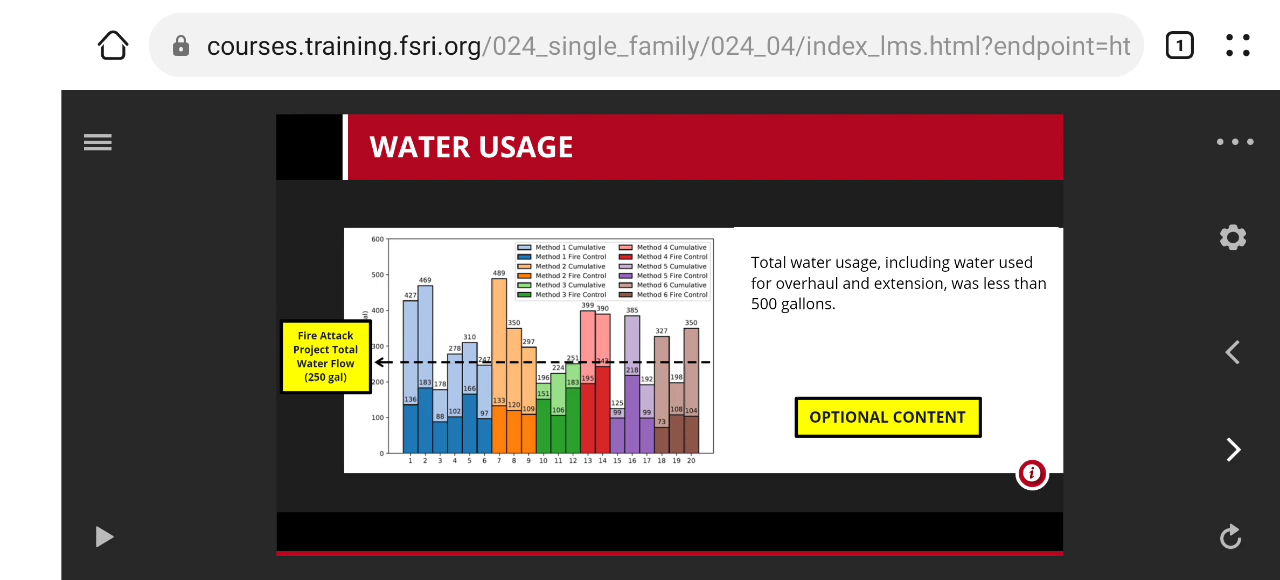 courses.training.fsri.org/024_single_family/024_04/index_lms.html?endpoint=ht
1
WATER USAGE
Total water usage, including water used
for overhaul and extension, was less than
500 gallons.
OPTIONAL CONTENT
i
Fire Attack
Project Total
Water Flow
(250 gal)
Method 1 Cumulative
Method 1 Fire Control
Method 2 Cumulative
Method 2 Fire Control
Method 3 Cumulative
Method 3 Fire Control
Method 4 Cumulative
Method 4 Fire Control
Method 5 Cumulative
Method 5 Fire Control
Method 6 Cumulative
Method 6 Fire Control
600
500
400
300
200
100
0
427 469 178 278 310 247 489 350 297 196 224 251 399 390 125 385 192 327 198 350
136 183 88 102 166 97 133 120 109 151 106 183 195 243 99 218 99 73 108 104
1 2 3 4 5 6 7 8 9 10 11 12 13 14 15 16 17 18 19 20